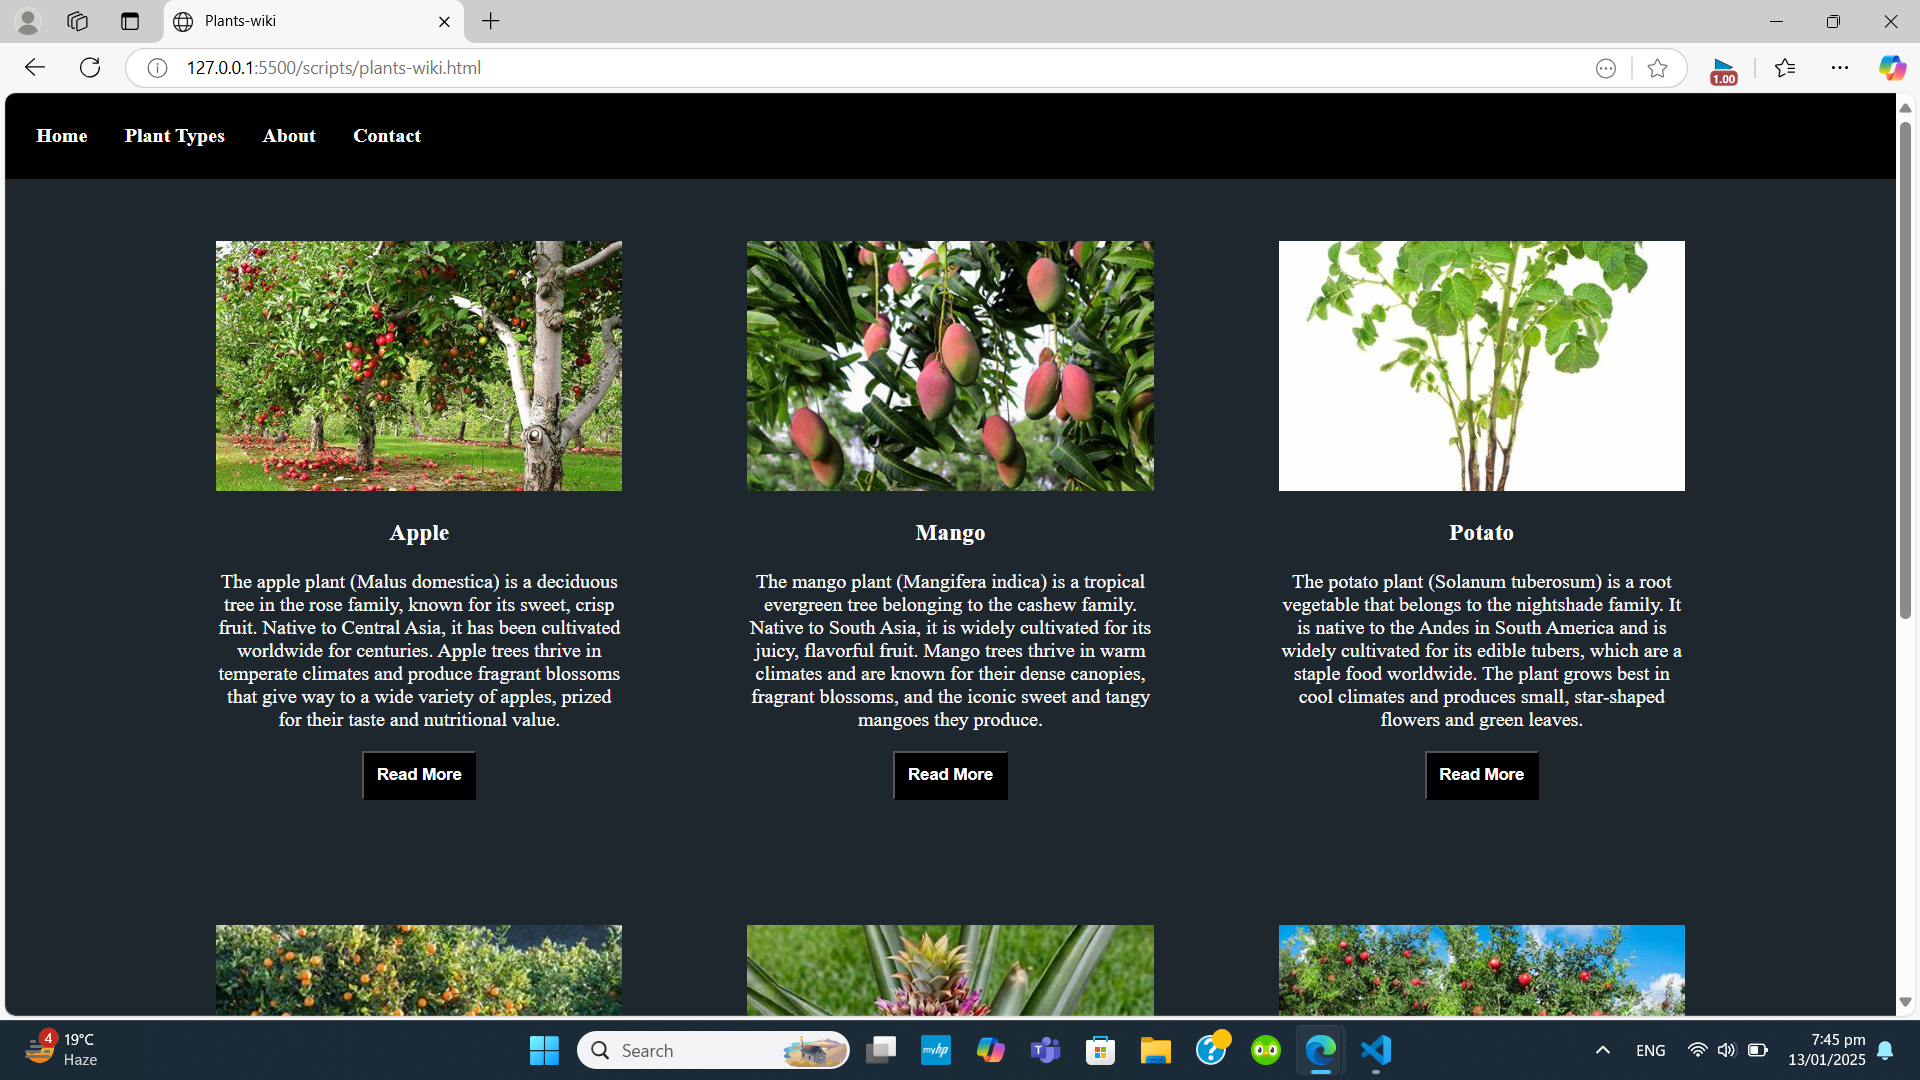 Plants-wiki
127.0.0.1:5500/scripts/plants-wiki.html
1.00
Home Plant Types About Contact
Apple
The apple plant (Malus domestica) is a deciduous
tree in the rose family, known for its sweet, crisp
fruit. Native to Central Asia, it has been cultivated
worldwide for centuries. Apple trees thrive in
temperate climates and produce fragrant blossoms
that give way to a wide variety of apples, prized
for their taste and nutritional value.
Read More
Mango
The mango plant (Mangifera indica) is a tropical
evergreen tree belonging to the cashew family.
Native to South Asia, it is widely cultivated for its
juicy, flavorful fruit. Mango trees thrive in warm
climates and are known for their dense canopies,
fragrant blossoms, and the iconic sweet and tangy
mangoes they produce.
Read More
Potato
The potato plant (Solanum tuberosum) is a root
vegetable that belongs to the nightshade family. It
is native to the Andes in South America and is
widely cultivated for its edible tubers, which are a
staple food worldwide. The plant grows best in
cool climates and produces small, star-shaped
flowers and green leaves.
Read More
4
19°C
Haze
Search
myhp
T
?
ENG
7:45 pm
13/01/2025